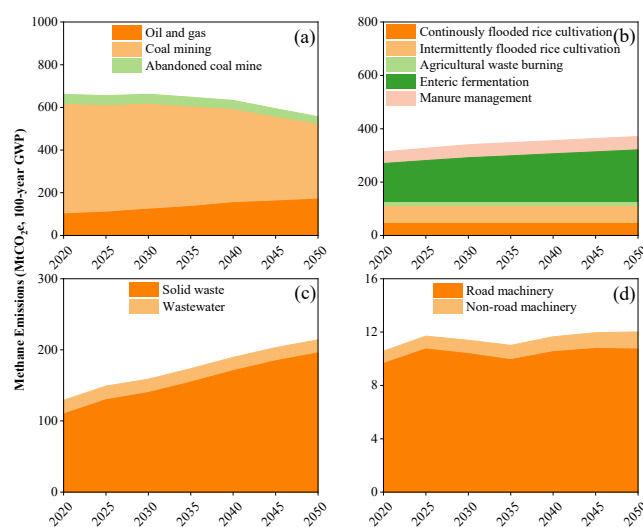 Methane Emissions (MtCO2e, 100-year GWP)
(a)
Oil and gas
Coal mining
Abandoned coal mine
1000
800
600
400
200
0
2020 2025 2030 2035 2040 2045 2050
(b)
Continously flooded rice cultivation
Intermittently flooded rice cultivation
Agricultural waste burning
Enteric fermentation
Manure management
800
600
400
200
0
2020 2025 2030 2035 2040 2045 2050
(c)
Solid waste
Wastewater
300
200
100
0
2020 2025 2030 2035 2040 2045 2050
(d)
Road machinery
Non-road machinery
16
12
8
4
0
2020 2025 2030 2035 2040 2045 2050